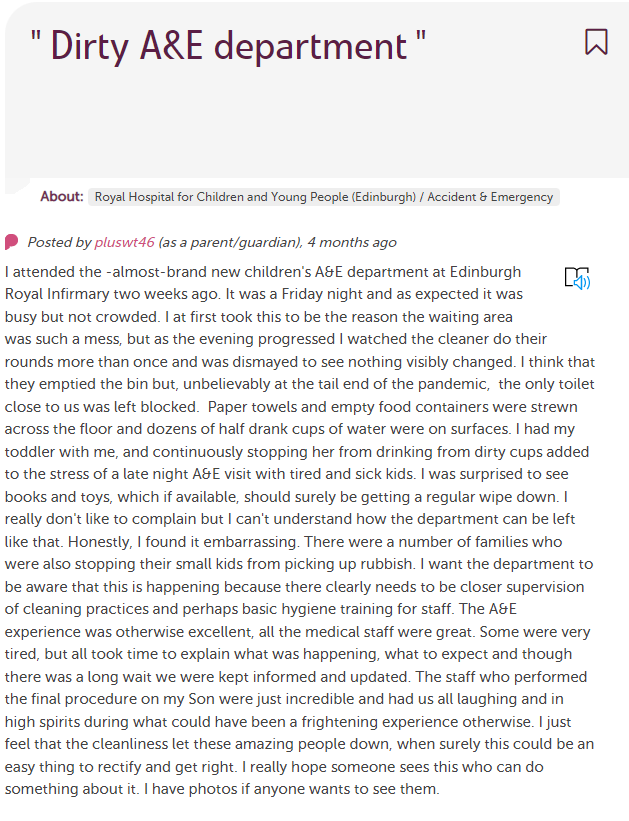 " Dirty A&E department "
About: Royal Hospital for Children and Young People (Edinburgh) / Accident & Emergency
Posted by pluswt46 (as a parent/guardian), 4 months ago
I attended the -almost-brand new children's A&E department at Edinburgh
Royal Infirmary two weeks ago. It was a Friday night and as expected it was
busy but not crowded. I at first took this to be the reason the waiting area
was such a mess, but as the evening progressed I watched the cleaner do their
rounds more than once and was dismayed to see nothing visibly changed. I think that
they emptied the bin but, unbelievably at the tail end of the pandemic,  the only toilet
close to us was left blocked.  Paper towels and empty food containers were strewn
across the floor and dozens of half drank cups of water were on surfaces. I had my
toddler with me, and continuously stopping her from drinking from dirty cups added
to the stress of a late night A&E visit with tired and sick kids. I was surprised to see
books and toys, which if available, should surely be getting a regular wipe down. I
really don't like to complain but I can't understand how the department can be left
like that. Honestly, I found it embarrassing. There were a number of families who
were also stopping their small kids from picking up rubbish. I want the department to
be aware that this is happening because there clearly needs to be closer supervision
of cleaning practices and perhaps basic hygiene training for staff. The A&E
experience was otherwise excellent, all the medical staff were great. Some were very
tired, but all took time to explain what was happening, what to expect and though
there was a long wait we were kept informed and updated. The staff who performed
the final procedure on my Son were just incredible and had us all laughing and in
high spirits during what could have been a frightening experience otherwise. I just
feel that the cleanliness let these amazing people down, when surely this could be an
easy thing to rectify and get right. I really hope someone sees this who can do
something about it. I have photos if anyone wants to see them.